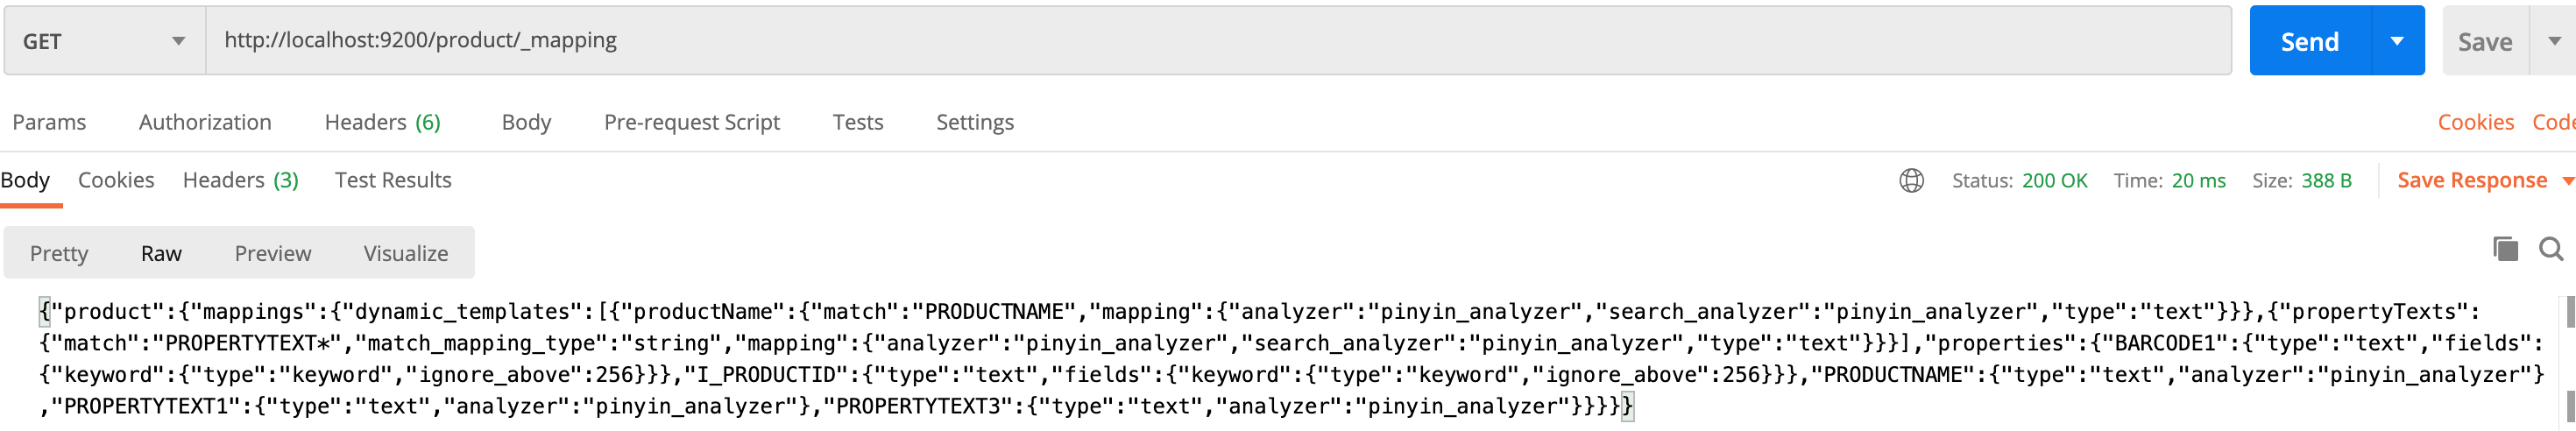 GET http://localhost:9200/product/_mapping Send Save
Params Authorization Headers (6) Body Pre-request Script Tests Settings Cookies Code
Body Cookies Headers (3) Test Results Status: 200 OK Time: 20 ms Size: 388 B Save Response
Pretty Raw Preview Visualize
{"product":{"mappings":{"dynamic_templates":[{"productName":{"match":"PRODUCTNAME","mapping":{"analyzer":"pinyin_analyzer","search_analyzer":"pinyin_analyzer","type":"text"}}},{"propertyTexts":
{"match":"PROPERTYTEXT*","match_mapping_type":"string","mapping":{"analyzer":"pinyin_analyzer","search_analyzer":"pinyin_analyzer","type":"text"}}}],"properties":{"BARCODE1":{"type":"text","fields":
{"keyword":{"type":"keyword","ignore_above":256}}},"I_PRODUCTID":{"type":"text","fields":{"keyword":{"type":"keyword","ignore_above":256}}},"PRODUCTNAME":{"type":"text","analyzer":"pinyin_analyzer"}
,"PROPERTYTEXT1":{"type":"text","analyzer":"pinyin_analyzer"},"PROPERTYTEXT3":{"type":"text","analyzer":"pinyin_analyzer"}}}}}